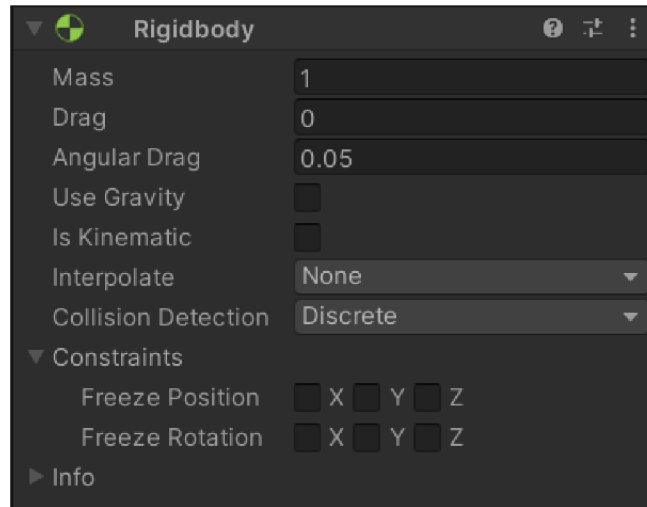 Rigidbody
Mass 1
Drag 0
Angular Drag 0.05
Use Gravity
Is Kinematic
Interpolate None
Collision Detection Discrete
Constraints
Freeze Position X Y Z
Freeze Rotation X Y Z
Info